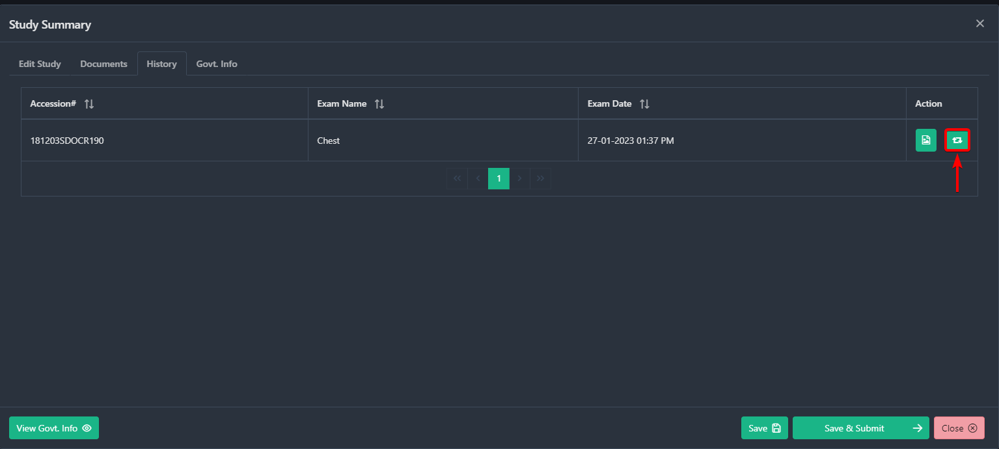 Study Summary
Edit Study Documents History Govt. Info
Accession# Exam Name Exam Date Action
181203SDOCR190 Chest 27-01-2023 01:37 PM
1
View Govt. Info Save Save & Submit Close